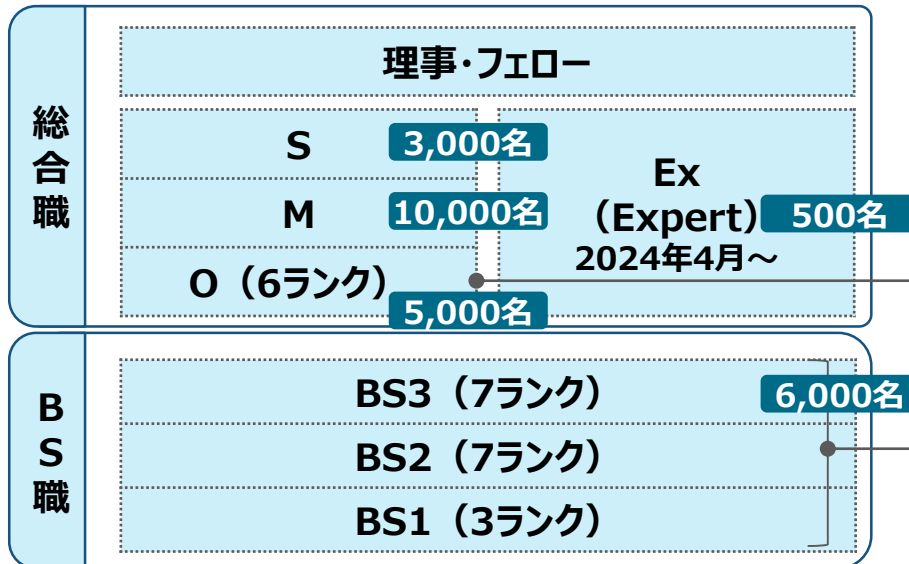 総合職
理事・フェロー
S
3,000名
M
10,000名
O（6ランク）
5,000名
Ex
（Expert）
500名
2024年4月～
BS職
BS3（7ランク）
6,000名
BS2（7ランク）
BS1（3ランク）